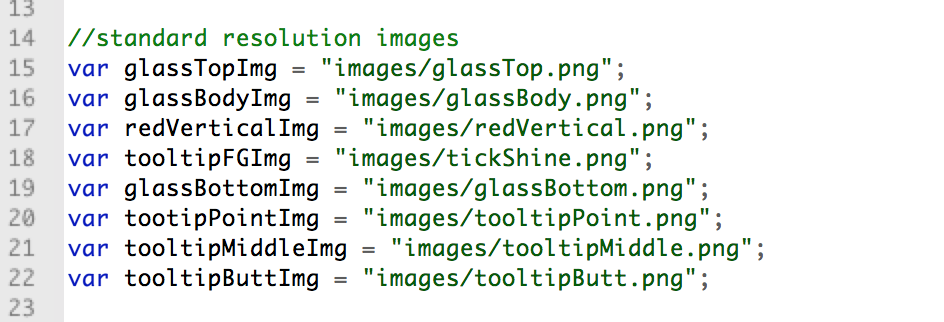 13
14 //standard resolution images
15 var glassTopImg = "images/glassTop.png";
16 var glassBodyImg = "images/glassBody.png";
17 var redVerticalImg = "images/redVertical.png";
18 var tooltipFGImg = "images/tickShine.png";
19 var glassBottomImg = "images/glassBottom.png";
20 var tootipPointImg = "images/tooltipPoint.png";
21 var tooltipMiddleImg = "images/tooltipMiddle.png";
22 var tooltipButtImg = "images/tooltipButt.png";
23